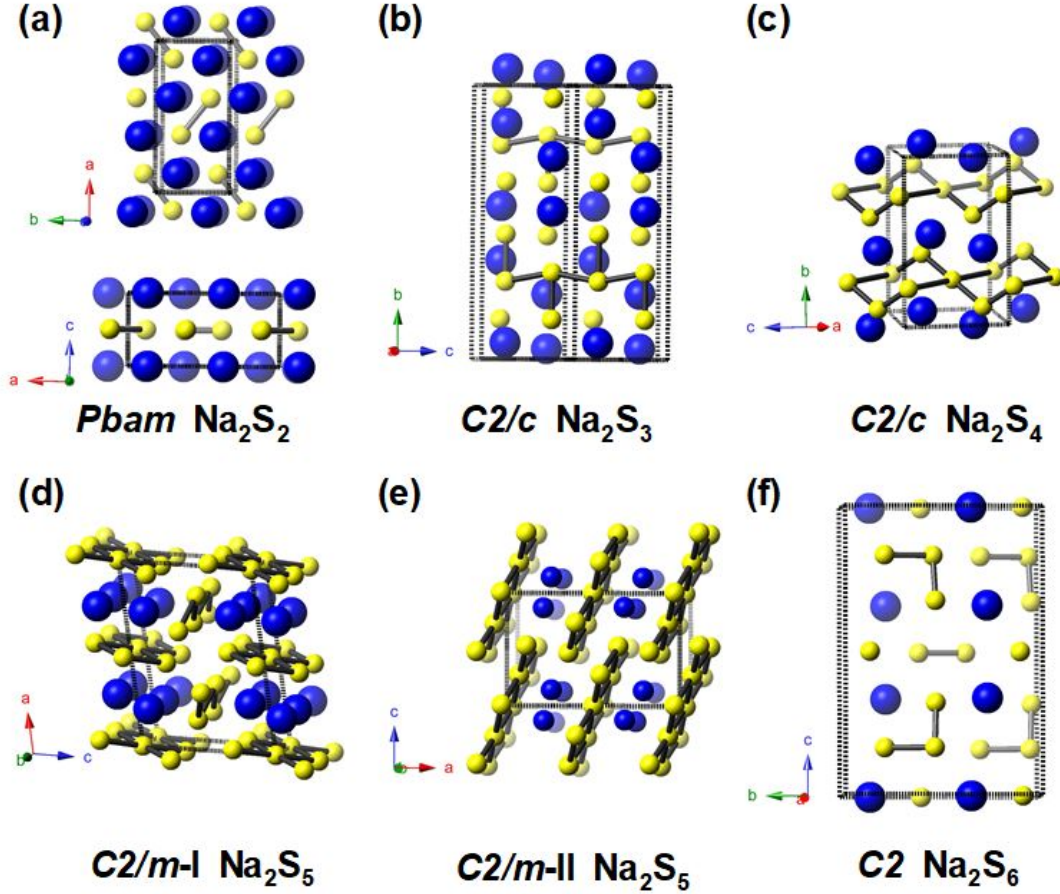 (a)
(b)
(c)
a
b
c
a
b
a
c
b
c
a
Pbam Na₂S₂
C2/c Na₂S₃
C2/c Na₂S₄
(d)
(e)
(f)
a
b
c
c
b
a
c
b
a
C2/m-I Na₂S₅
C2/m-II Na₂S₅
C2 Na₂S₆